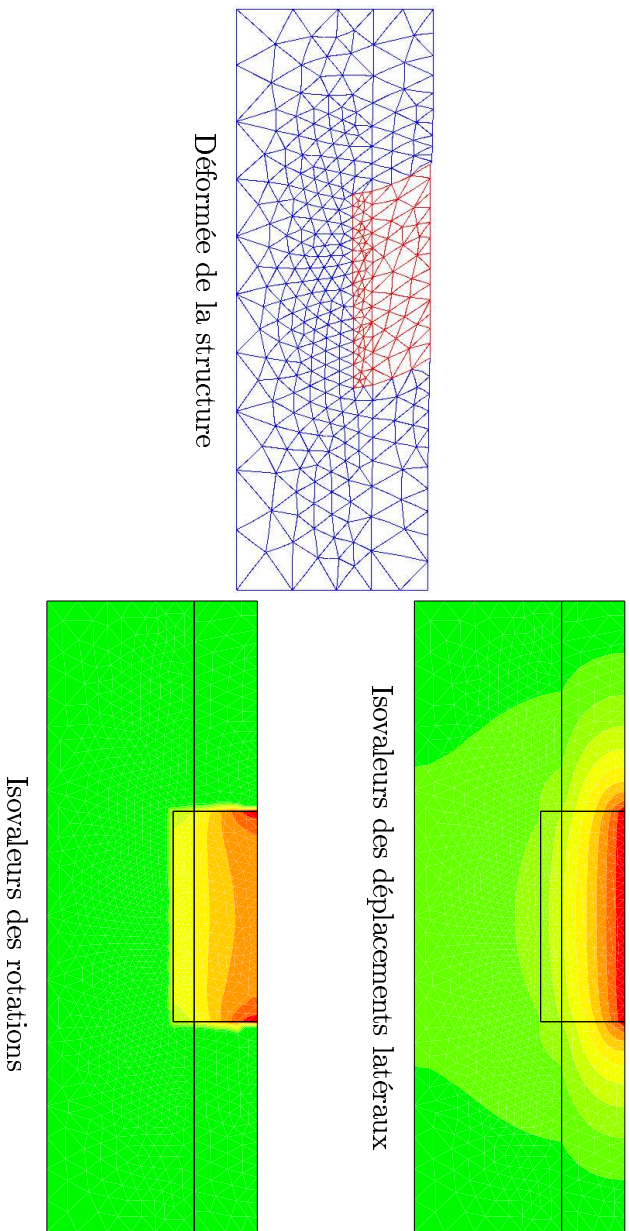 Déformée de la structure
Isovaleurs des déplacements latéraux
Isovaleurs des rotations